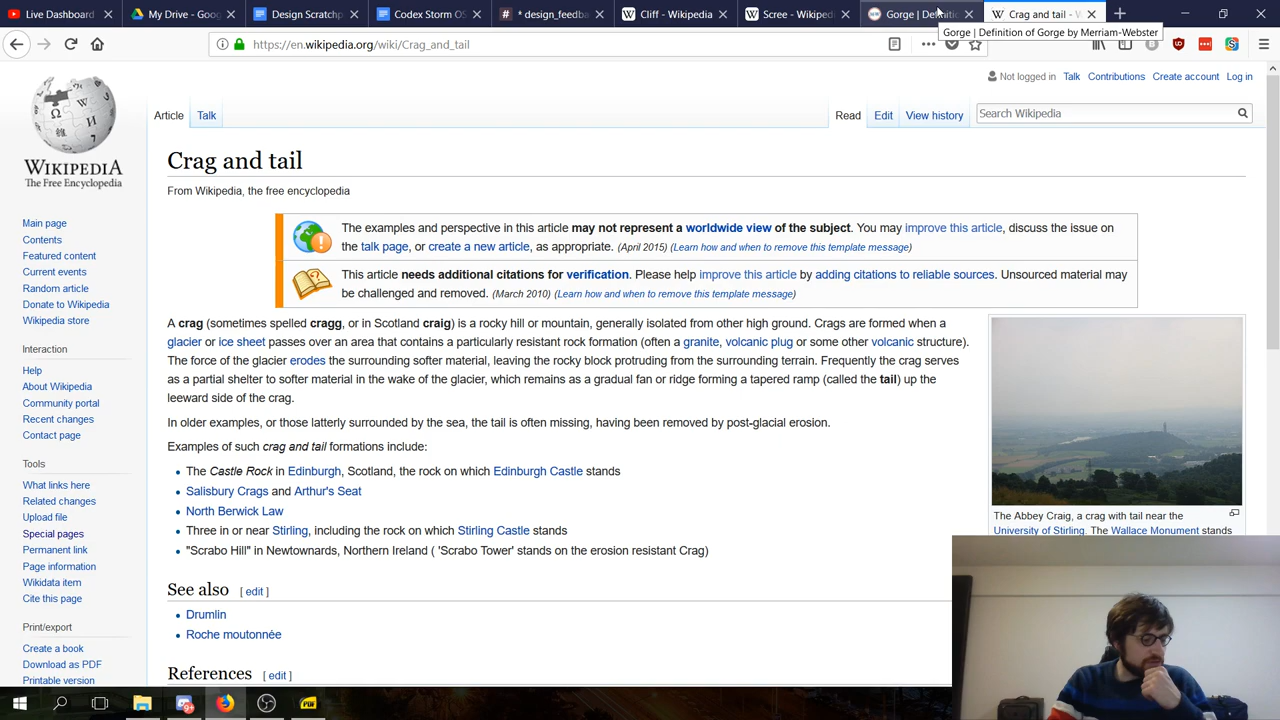 Live Dashboard
My Drive - Goog
Design Scratchp
Codex Storm OS
* design_feedba
Cliff - Wikipedia
Scree - Wikipedia
Gorge | Definitio
Crag and tail - W
https://en.wikipedia.org/wiki/Crag_and_tail
Gorge | Definition of Gorge by Merriam-Webster
Not logged in Talk Contributions Create account Log in
Article Talk
Read Edit View history
Search Wikipedia
WIKIPEDIA
The Free Encyclopedia
Main page
Contents
Featured content
Current events
Random article
Donate to Wikipedia
Wikipedia store
Interaction
Help
About Wikipedia
Community portal
Recent changes
Contact page
Tools
What links here
Related changes
Upload file
Special pages
Permanent link
Page information
Wikidata item
Cite this page
Print/export
Create a book
Download as PDF
Printable version
Crag and tail
From Wikipedia, the free encyclopedia
The examples and perspective in this article may not represent a worldwide view of the subject. You may improve this article, discuss the issue on
the talk page, or create a new article, as appropriate. (April 2015) (Learn how and when to remove this template message)
This article needs additional citations for verification. Please help improve this article by adding citations to reliable sources. Unsourced material may
be challenged and removed. (March 2010) (Learn how and when to remove this template message)
A crag (sometimes spelled cragg, or in Scotland craig) is a rocky hill or mountain, generally isolated from other high ground. Crags are formed when a
glacier or ice sheet passes over an area that contains a particularly resistant rock formation (often a granite, volcanic plug or some other volcanic structure).
The force of the glacier erodes the surrounding softer material, leaving the rocky block protruding from the surrounding terrain. Frequently the crag serves
as a partial shelter to softer material in the wake of the glacier, which remains as a gradual fan or ridge forming a tapered ramp (called the tail) up the
leeward side of the crag.
In older examples, or those latterly surrounded by the sea, the tail is often missing, having been removed by post-glacial erosion.
Examples of such crag and tail formations include:
• The Castle Rock in Edinburgh, Scotland, the rock on which Edinburgh Castle stands
• Salisbury Crags and Arthur's Seat
• North Berwick Law
• Three in or near Stirling, including the rock on which Stirling Castle stands
• "Scrabo Hill" in Newtownards, Northern Ireland ( 'Scrabo Tower' stands on the erosion resistant Crag)
See also [ edit ]
• Drumlin
• Roche moutonnée
References [ edit ]
The Abbey Craig, a crag with tail near the
University of Stirling. The Wallace Monument stands